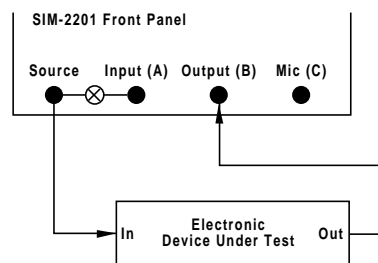 SIM-2201 Front Panel
Source Input (A) Output (B) Mic (C)
Electronic
In Device Under Test Out